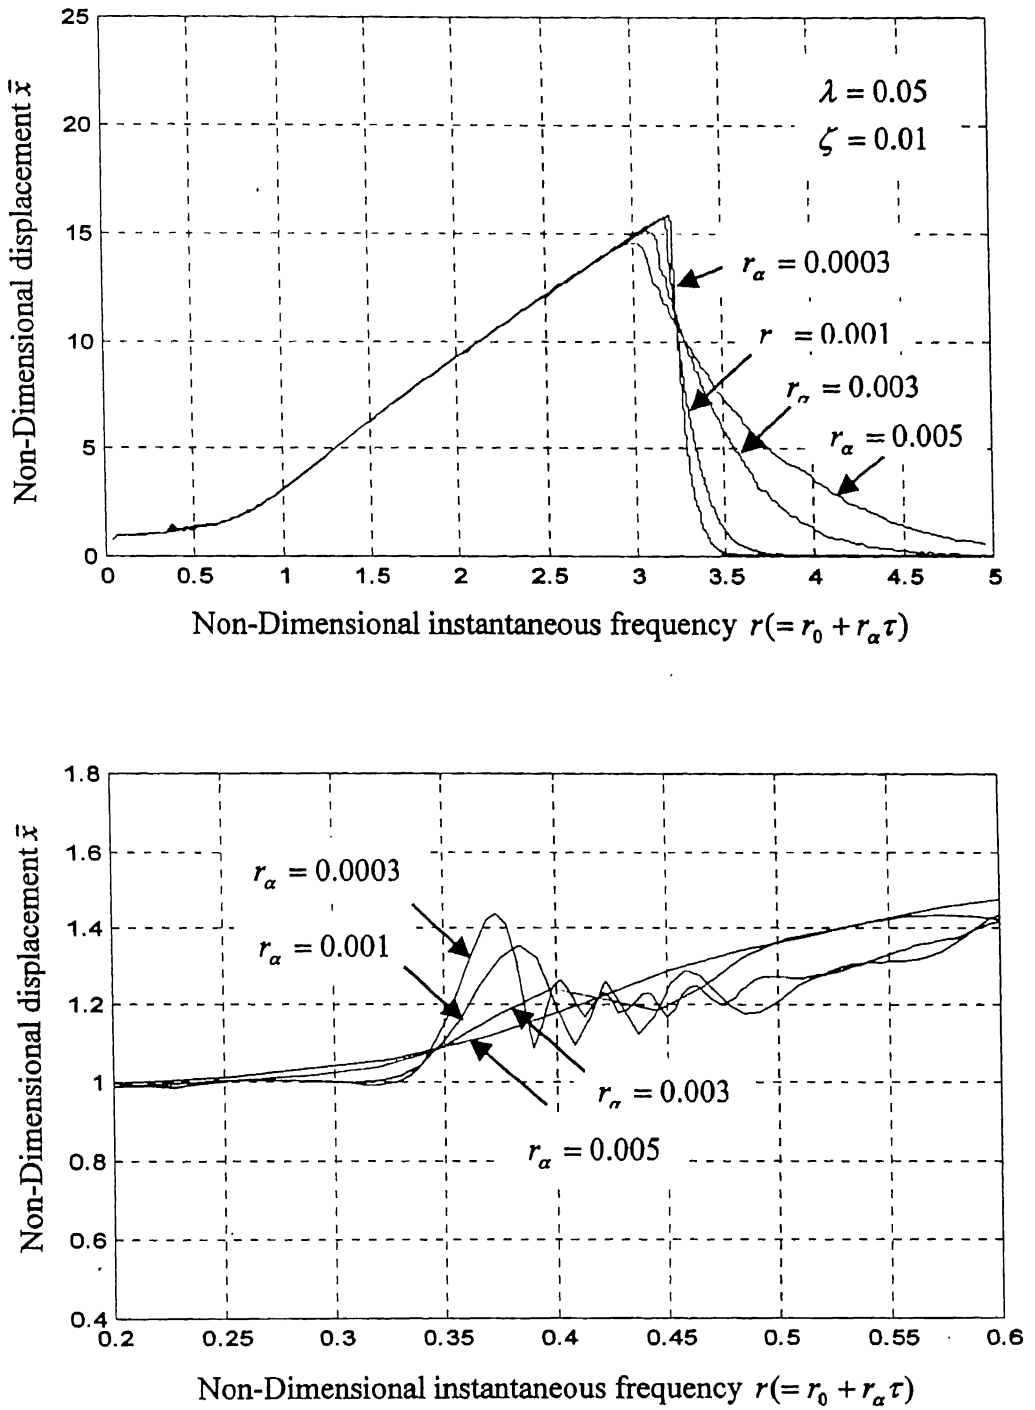 25
20
15
10
5
0
Non-Dimensional displacement x̄
λ = 0.05
ζ = 0.01
r_α = 0.0003
r = 0.001
r_α = 0.003
r_α = 0.005
0 0.5 1 1.5 2 2.5 3 3.5 4 4.5 5
Non-Dimensional instantaneous frequency r(= r₀ + r_α τ)
1.8
1.6
1.4
1.2
1
0.8
0.6
0.4
Non-Dimensional displacement x̄
r_α = 0.0003
r_α = 0.001
r_α = 0.003
r_α = 0.005
0.2 0.25 0.3 0.35 0.4 0.45 0.5 0.55 0.6
Non-Dimensional instantaneous frequency r(= r₀ + r_α τ)